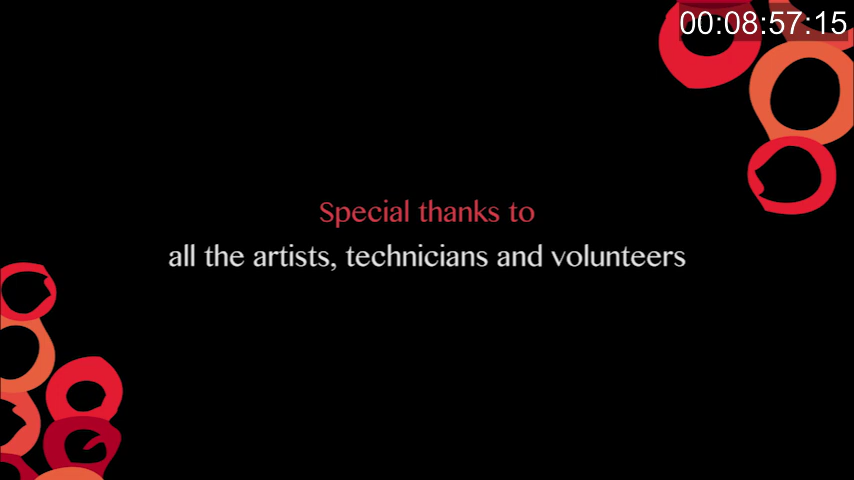 00:08:57:15
Special thanks to
all the artists, technicians and volunteers